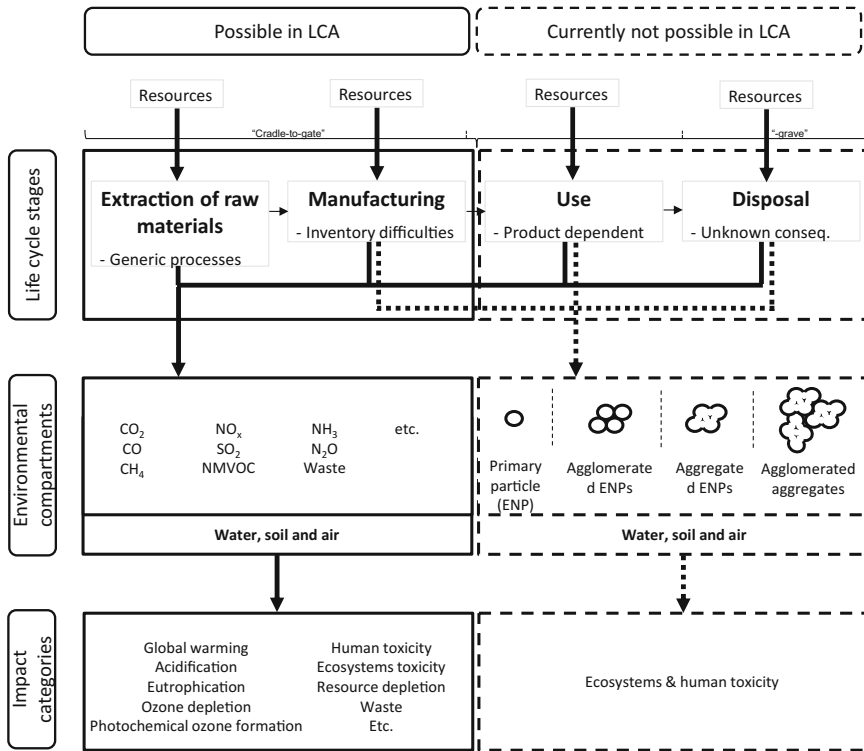 Possible in LCA
Currently not possible in LCA
Resources
Resources
Resources
Resources
"Cradle-to-gate"
"-grave"
Life cycle stages
Extraction of raw
materials
- Generic processes
Manufacturing
- Inventory difficulties
Use
- Product dependent
Disposal
- Unknown conseq.
Environmental
compartments
CO₂
NOₓ
NH₃
etc.
CO
SO₂
N₂O
CH₄
NMVOC
Waste
Primary
particle
(ENP)
Agglomerate
d ENPs
Aggregate
d ENPs
Agglomerated
aggregates
Water, soil and air
Water, soil and air
Impact
categories
Global warming
Acidification
Eutrophication
Ozone depletion
Photochemical ozone formation
Human toxicity
Ecosystems toxicity
Resource depletion
Waste
Etc.
Ecosystems & human toxicity